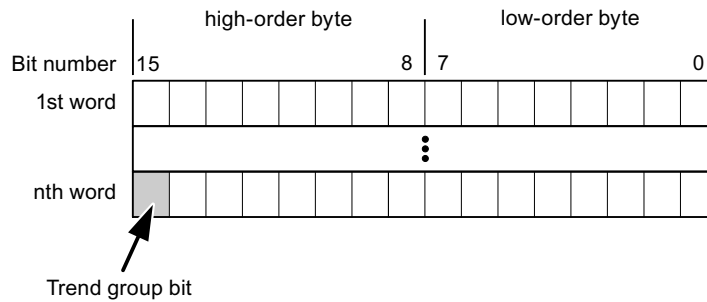 high-order byte low-order byte
Bit number 15 8 7 0
1st word
nth word
Trend group bit